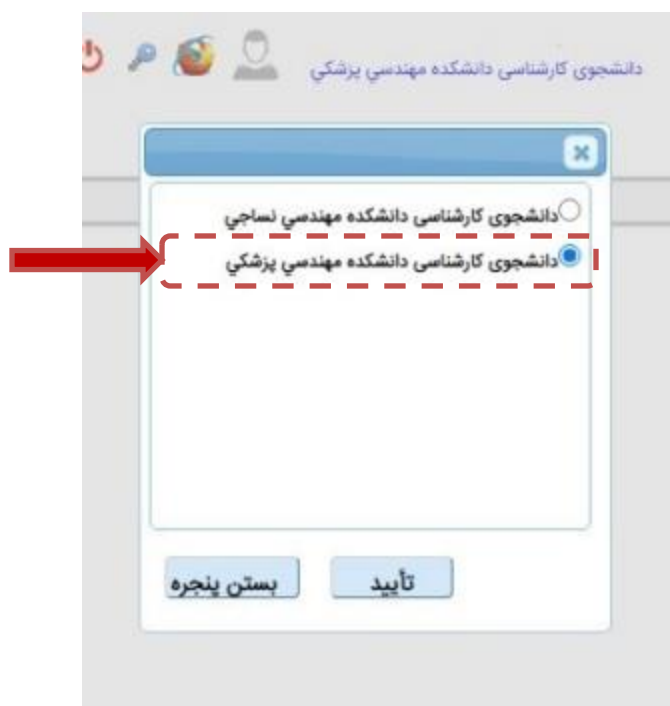 دانشجوی کارشناسی دانشکده مهندسي پزشکي
دانشجوی کارشناسی دانشکده مهندسي نساجي
دانشجوی کارشناسی دانشکده مهندسي پزشکي
تأیید
بستن پنجره